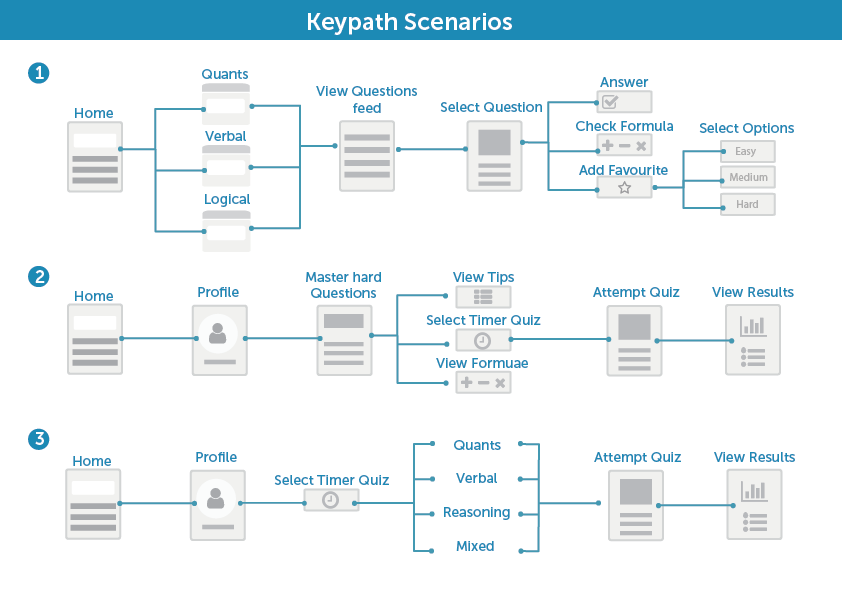 Keypath Scenarios
1
Home
Quants
Verbal
Logical
View Questions
feed
Select Question
Answer
Check Formula
Add Favourite
Select Options
Easy
Medium
Hard
2
Home
Profile
Master hard
Questions
View Tips
Select Timer Quiz
View Formuae
Attempt Quiz
View Results
3
Home
Profile
Select Timer Quiz
Quants
Verbal
Reasoning
Mixed
Attempt Quiz
View Results